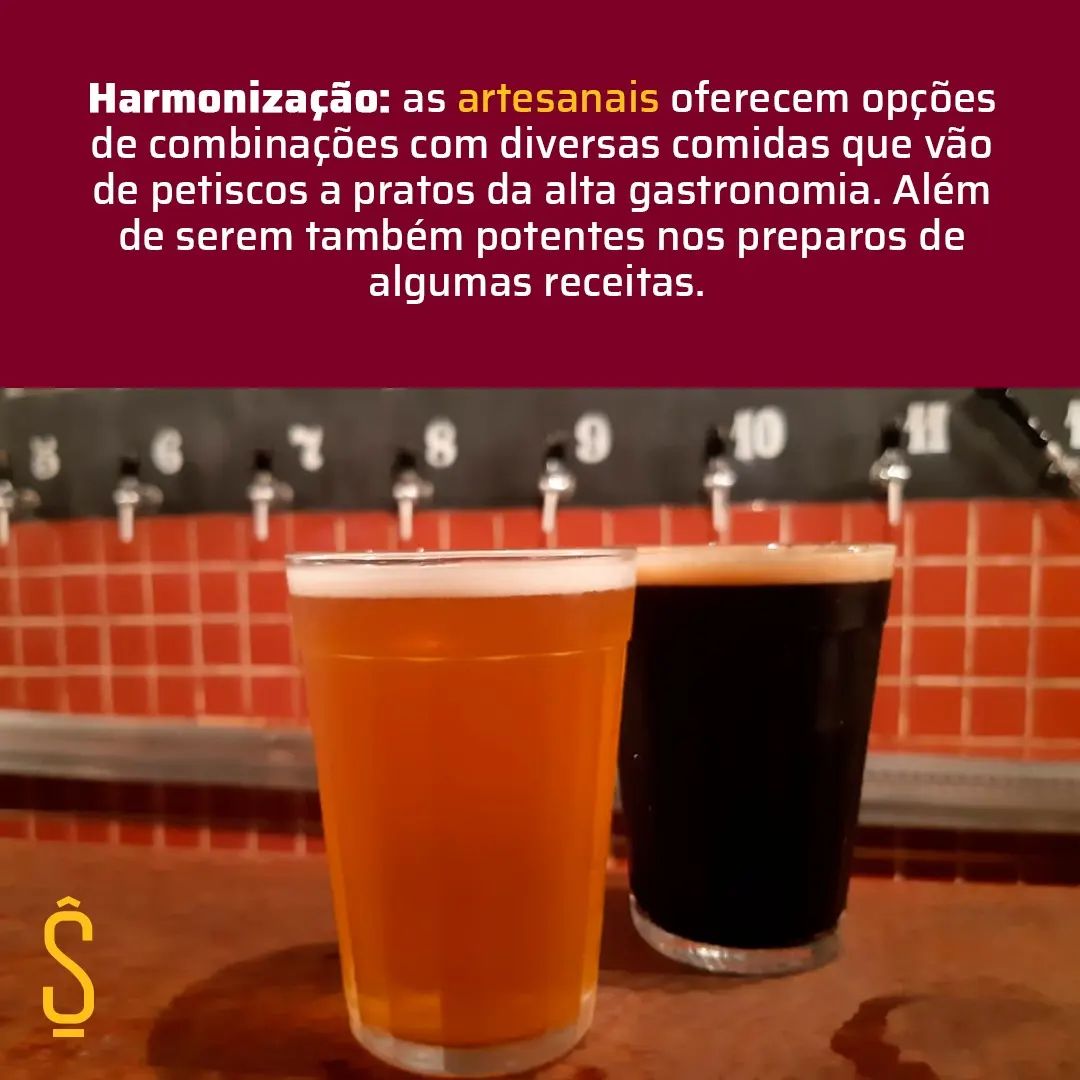 Harmonização: as artesanais oferecem opções
de combinações com diversas comidas que vão
de petiscos a pratos da alta gastronomia. Além
de serem também potentes nos preparos de
algumas receitas.
5 6 7 8 9 10 11
Ŝ